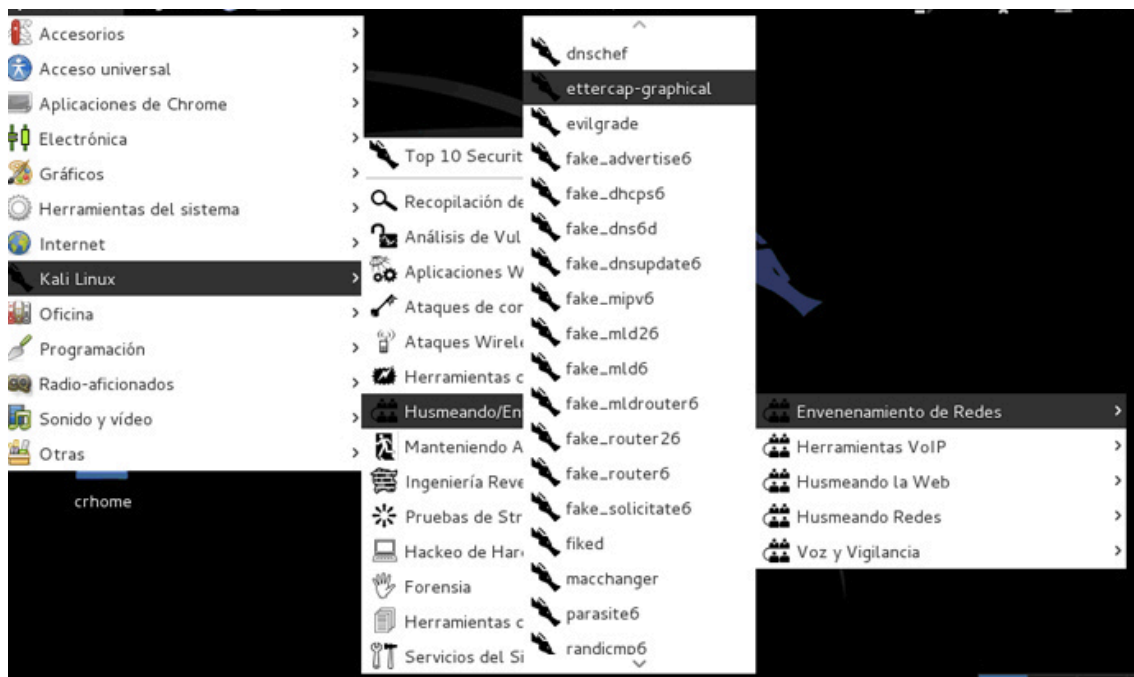 Accesorios
Acceso universal
Aplicaciones de Chrome
Electrónica
Gráficos
Herramientas del sistema
Internet
Kali Linux
Oficina
Programación
Radio-aficionados
Sonido y vídeo
Otras
crhome
Top 10 Securit
Recopilación de
Análisis de Vul
Aplicaciones W
Ataques de cor
Ataques Wirele
Herramientas c
Husmeando/En
Manteniendo A
Ingeniería Reve
Pruebas de Str
Hackeo de Har
Forensia
Herramientas c
Servicios del Si
dnschef
ettercap-graphical
evilgrade
fake_advertise6
fake_dhcps6
fake_dns6d
fake_dnsupdate6
fake_mipv6
fake_mld26
fake_mld6
fake_mldrouter6
fake_router26
fake_router6
fake_solicitate6
fiked
macchanger
parasite6
randicmp6
Envenenamiento de Redes
Herramientas VoIP
Husmeando la Web
Husmeando Redes
Voz y Vigilancia